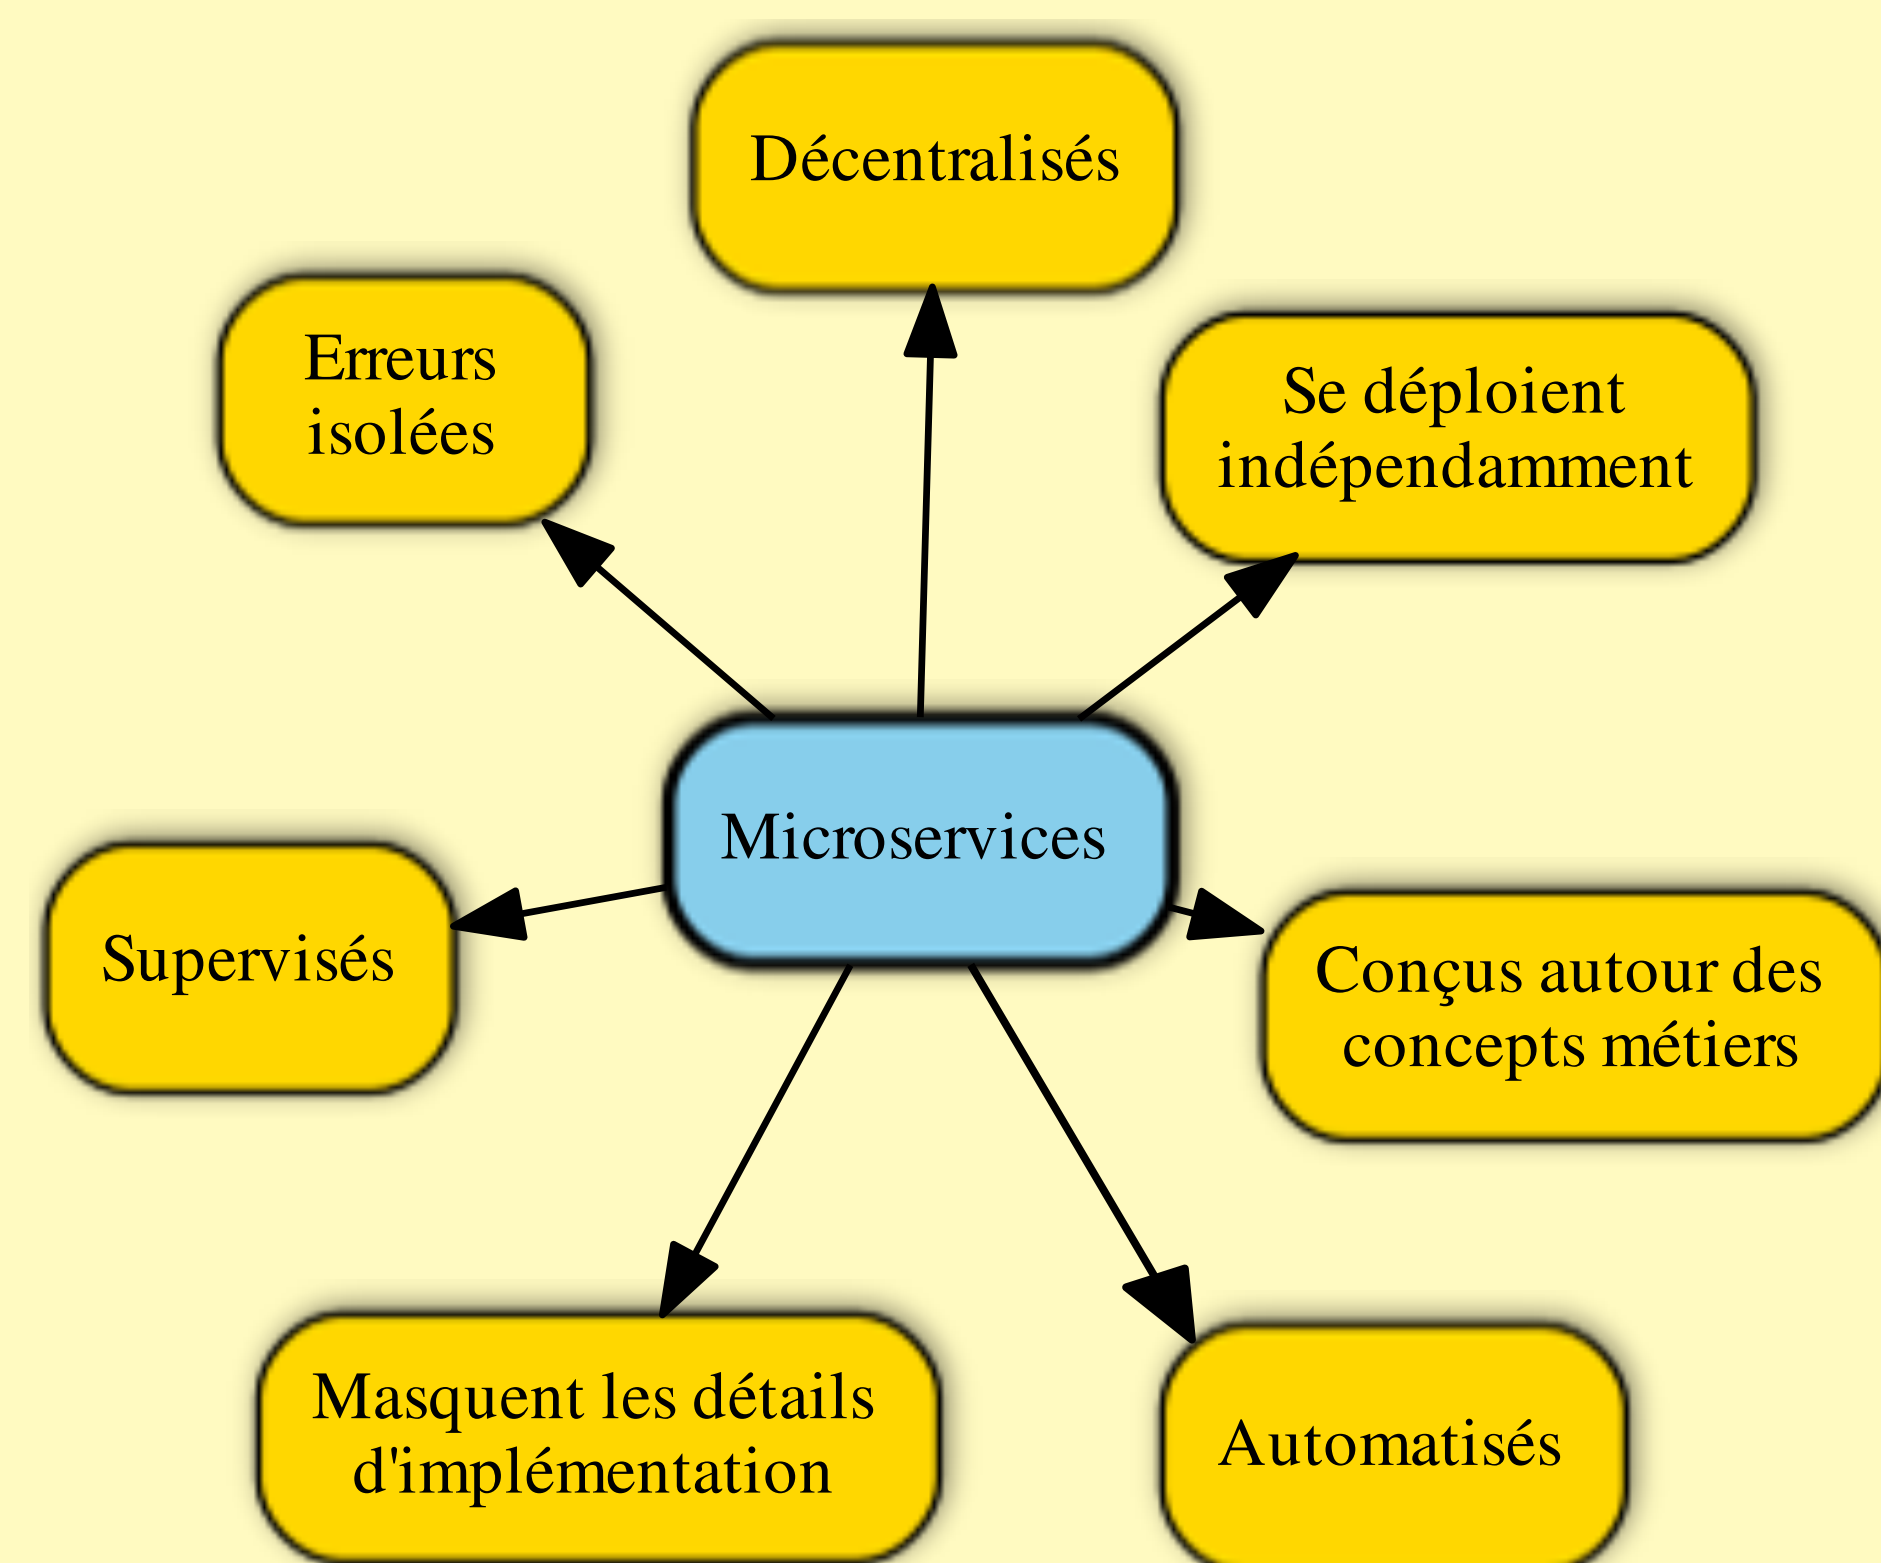 Décentralisés
Erreurs
isolées
Se déploient
indépendamment
Microservices
Supervisés
Conçus autour des
concepts métiers
Masquent les détails
d'implémentation
Automatisés